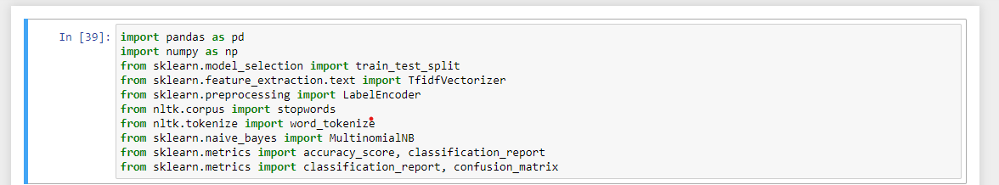 In [39]: import pandas as pd
import numpy as np
from sklearn.model_selection import train_test_split
from sklearn.feature_extraction.text import TfidfVectorizer
from sklearn.preprocessing import LabelEncoder
from nltk.corpus import stopwords
from nltk.tokenize import word_tokenize
from sklearn.naive_bayes import MultinomialNB
from sklearn.metrics import accuracy_score, classification_report
from sklearn.metrics import classification_report, confusion_matrix